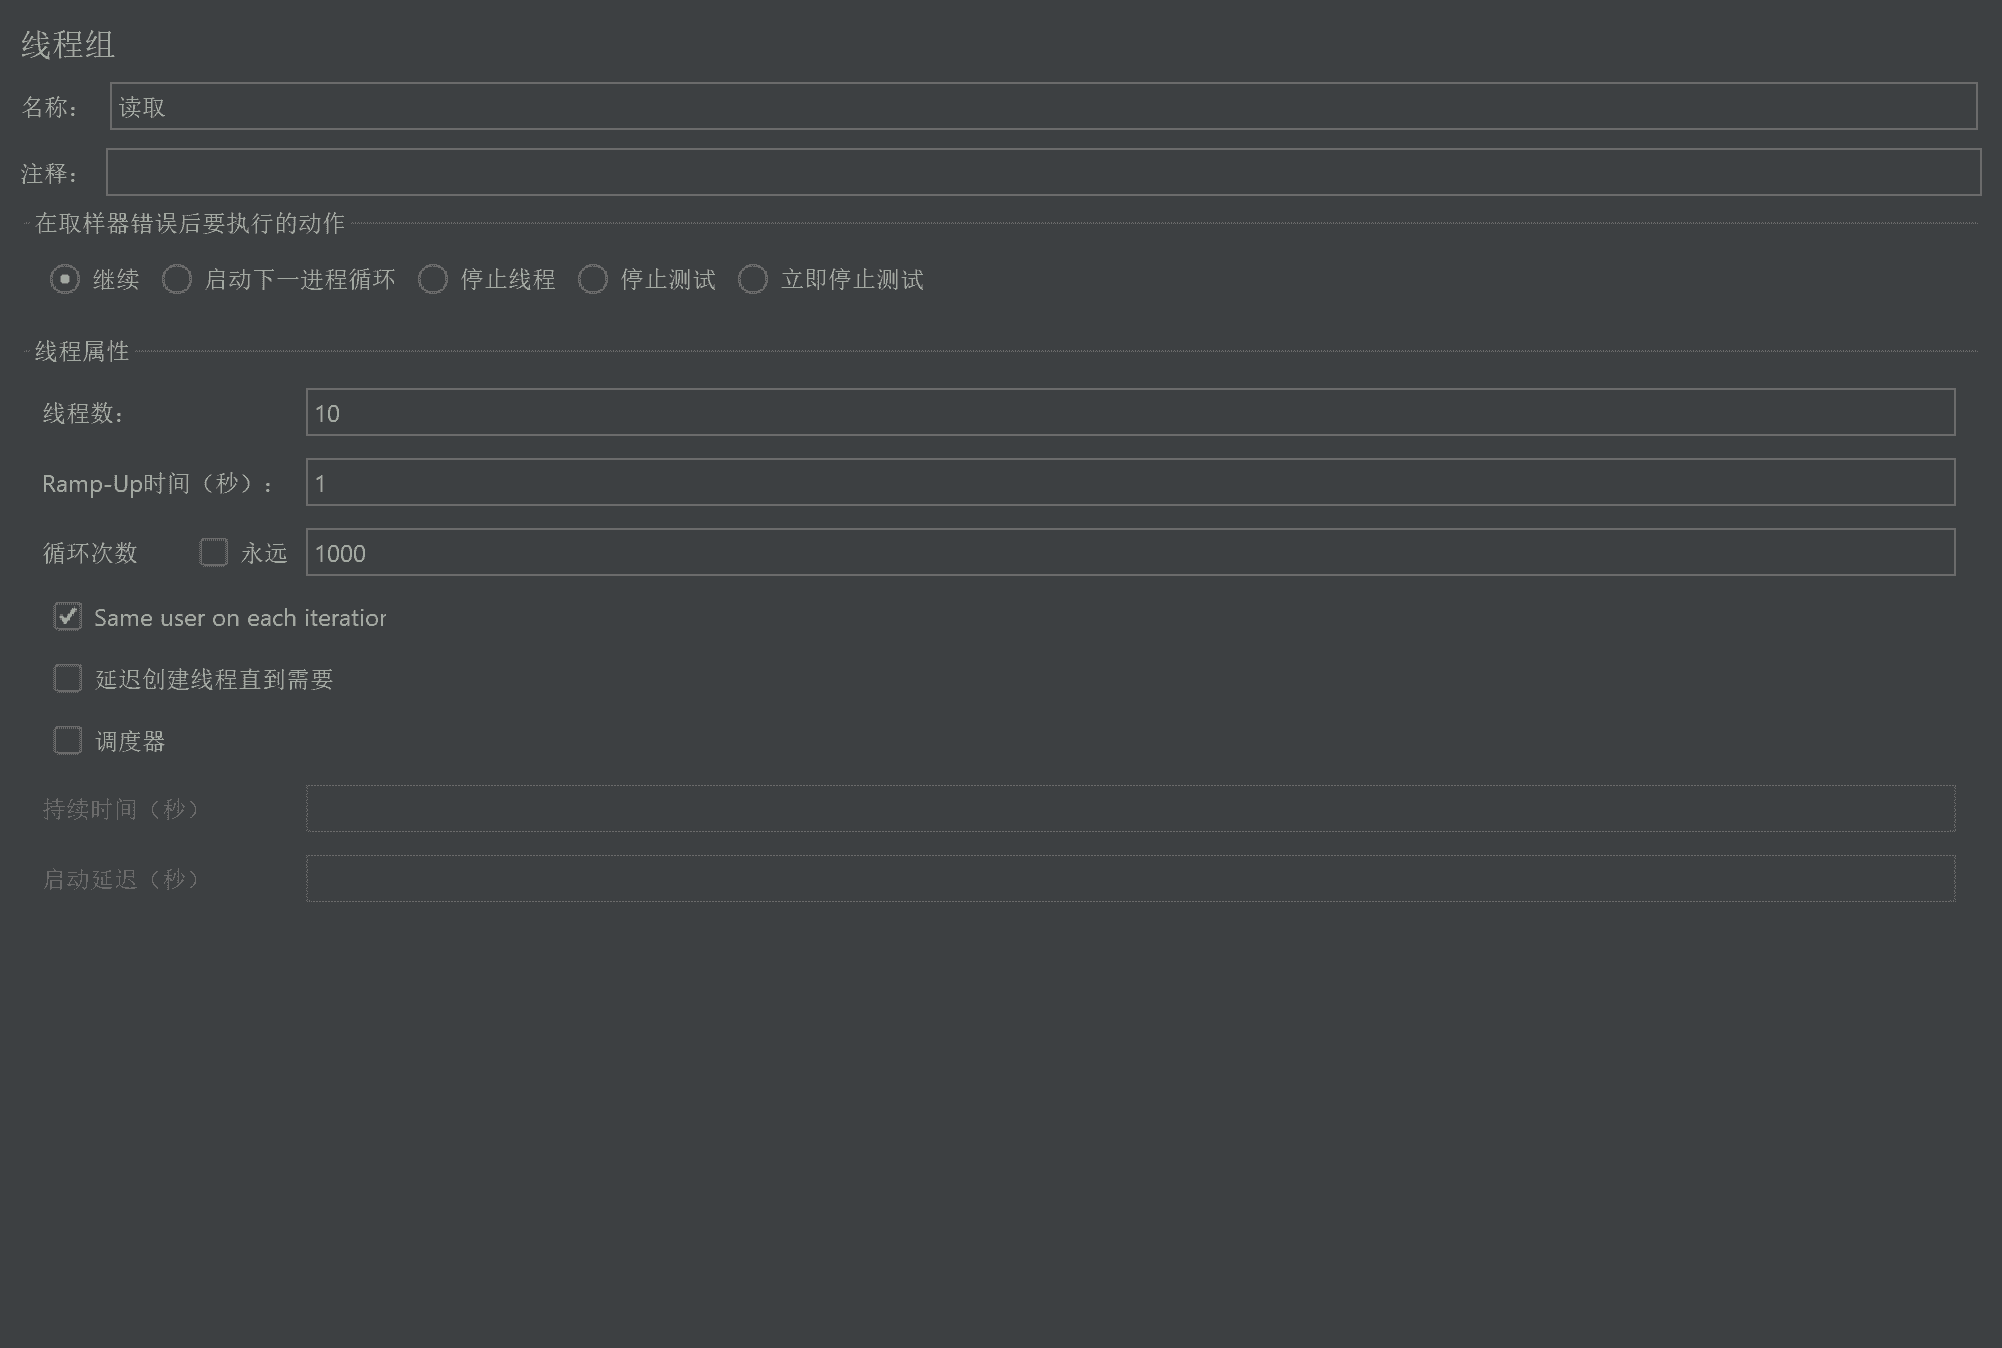 线程组
名称： 读取
注释：
在取样器错误后要执行的动作
继续 启动下一进程循环 停止线程 停止测试 立即停止测试
线程属性
线程数： 10
Ramp-Up时间（秒）： 1
循环次数 永远 1000
Same user on each iteratior
延迟创建线程直到需要
调度器
持续时间（秒）
启动延迟（秒）